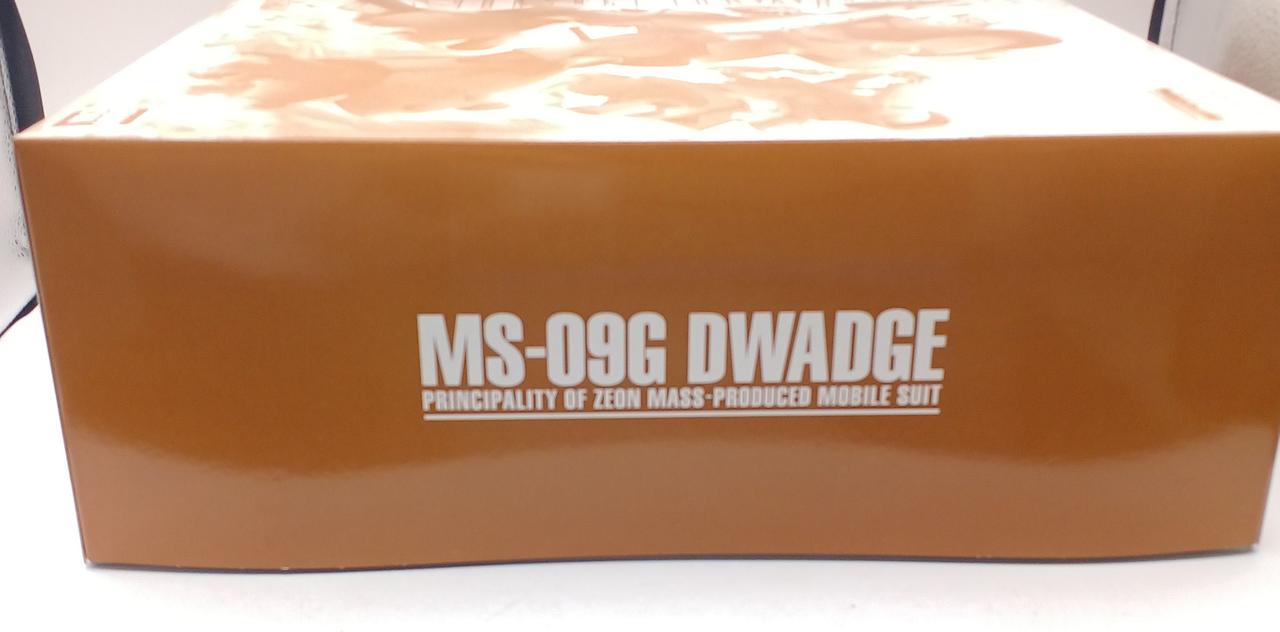 MS-09G DWADGE
PRINCIPALITY OF ZEON MASS-PRODUCED MOBILE SUIT